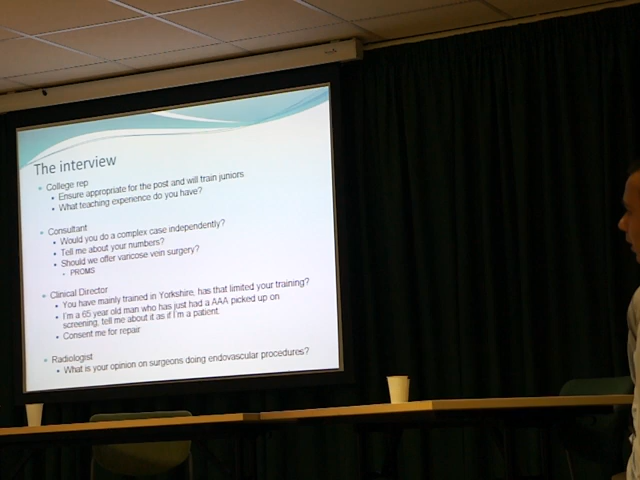 The interview
College rep
Ensure appropriate for the post and will train juniors
What teaching experience do you have?
Consultant
Would you do a complex case independently?
Tell me about your numbers?
Should we offer varicose vein surgery?
PROMS
Clinical Director
You have mainly trained in Yorkshire, has that limited your training?
I'm a 65 year old man who has just had a AAA picked up on
screening, tell me about it as if I'm a patient.
Consent me for repair
Radiologist
What is your opinion on surgeons doing endovascular procedures?